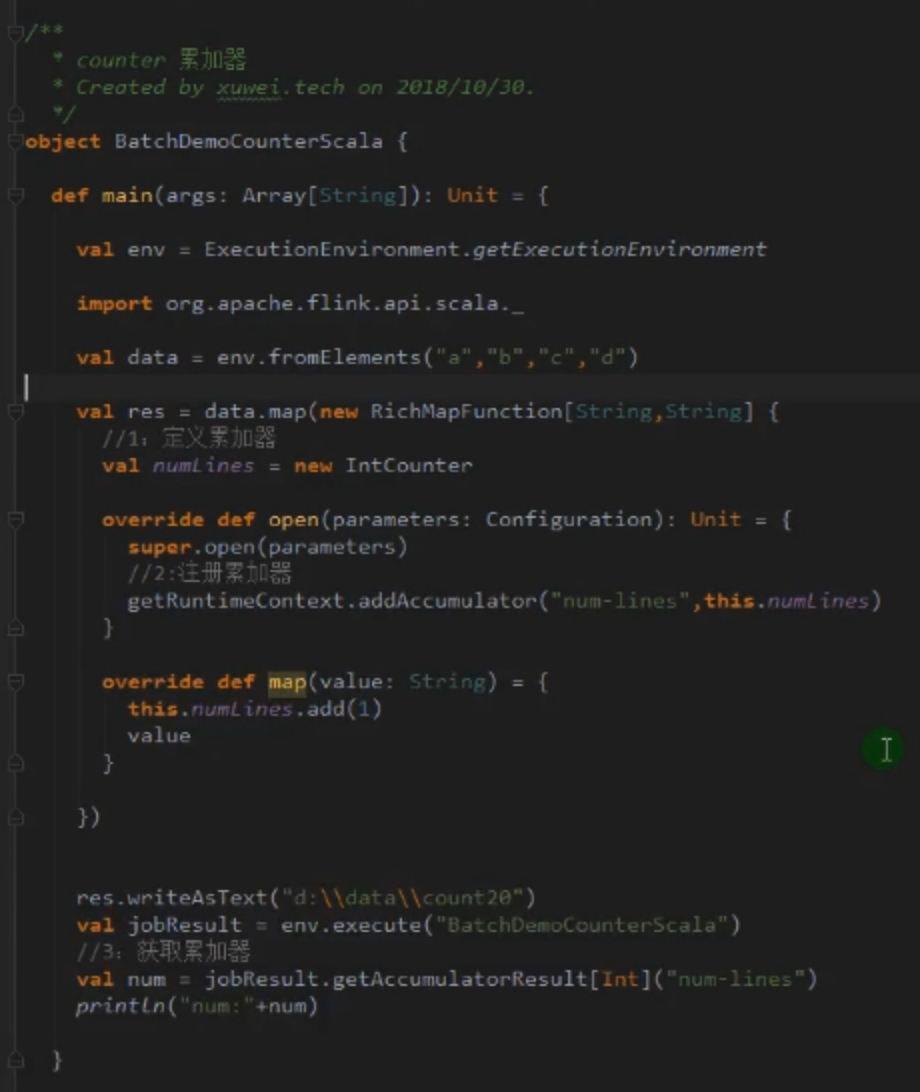 /**
* counter 累加器
* Created by xuwei.tech on 2018/10/30.
*/
object BatchDemoCounterScala {
def main(args: Array[String]): Unit = {
val env = ExecutionEnvironment.getExecutionEnvironment
import org.apache.flink.api.scala._
val data = env.fromElements("a","b","c","d")
val res = data.map(new RichMapFunction[String,String] {
//1：定义累加器
val numLines = new IntCounter
override def open(parameters: Configuration): Unit = {
super.open(parameters)
//2:注册累加器
getRuntimeContext.addAccumulator("num-lines",this.numLines)
}
override def map(value: String) = {
this.numLines.add(1)
value
}
})
res.writeAsText("d:\\data\\count20")
val jobResult = env.execute("BatchDemoCounterScala")
//3：获取累加器
val num = jobResult.getAccumulatorResult[Int]("num-lines")
println("num:"+num)
}